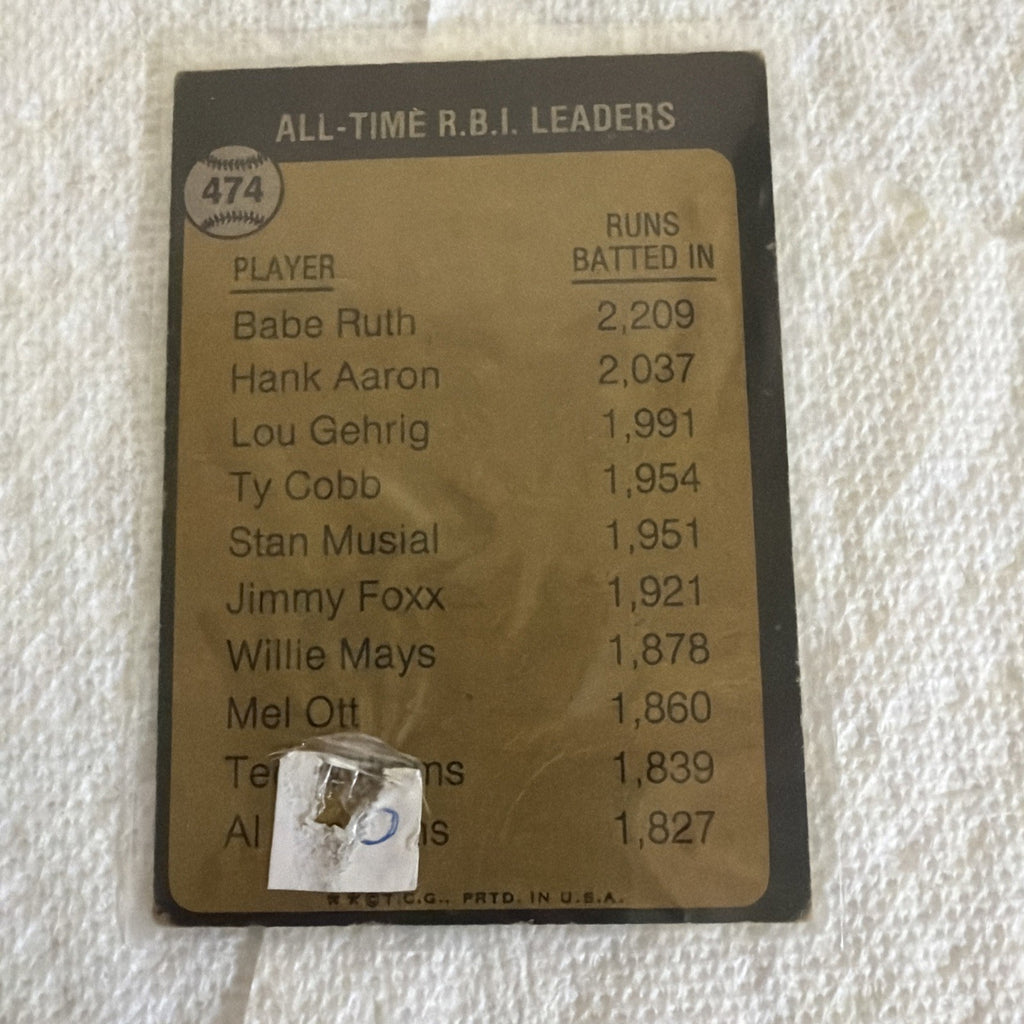 ALL-TIME R.B.I. LEADERS
474
PLAYER
RUNS BATTED IN
Babe Ruth 2,209
Hank Aaron 2,037
Lou Gehrig 1,991
Ty Cobb 1,954
Stan Musial 1,951
Jimmy Foxx 1,921
Willie Mays 1,878
Mel Ott 1,860
1,839
Al 1,827
★★©T.C.G., PRTD. IN U.S.A.